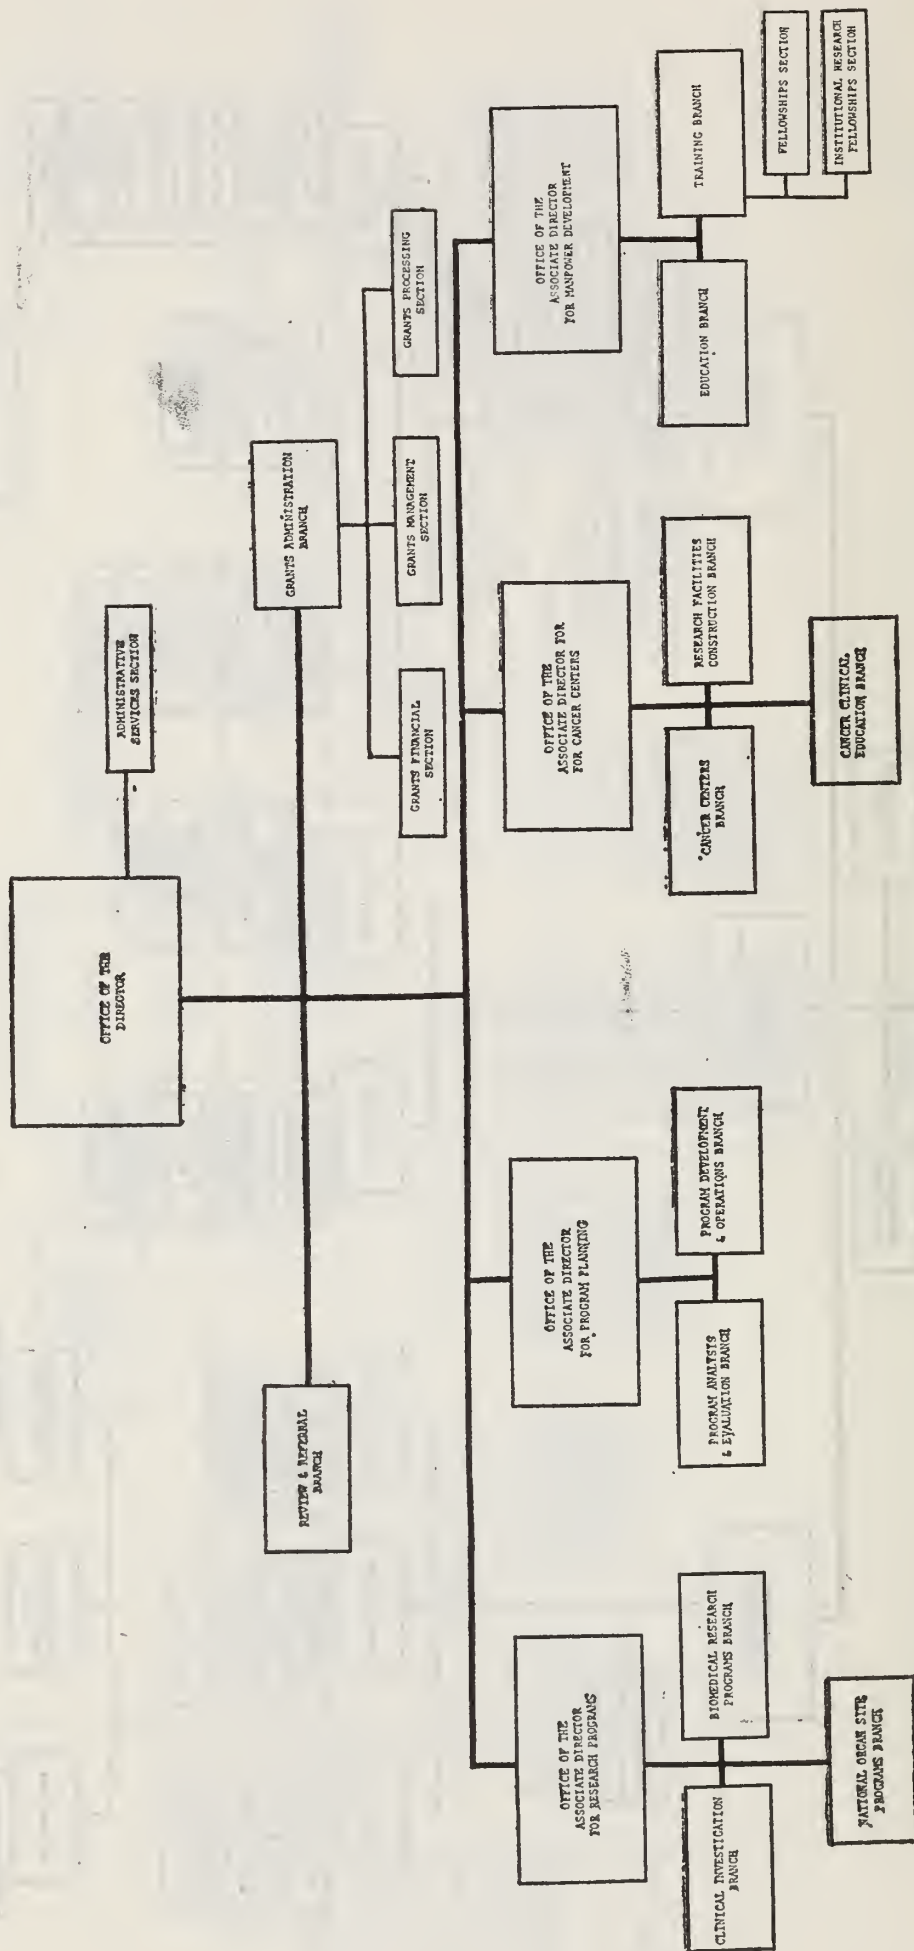 OFFICE OF THE
DIRECTOR
ADMINISTRATIVE
SERVICES SECTION
REVIEW & REFERRAL
BRANCH
GRANTS ADMINISTRATION
BRANCH
GRANTS FINANCIAL
SECTION
GRANTS MANAGEMENT
SECTION
GRANTS PROCESSING
SECTION
OFFICE OF THE
ASSOCIATE DIRECTOR
FOR RESEARCH PROGRAMS
CLINICAL INVESTIGATION
BRANCH
BIOMEDICAL RESEARCH
PROGRAMS BRANCH
NATIONAL ORGAN SITE
PROGRAMS BRANCH
OFFICE OF THE
ASSOCIATE DIRECTOR
FOR PROGRAM PLANNING
PROGRAM ANALYSIS
& EVALUATION BRANCH
PROGRAM DEVELOPMENT
& OPERATIONS BRANCH
OFFICE OF THE
ASSOCIATE DIRECTOR FOR
FOR CANCER CENTERS
CANCER CENTERS
BRANCH
RESEARCH FACILITIES
CONSTRUCTION BRANCH
CANCER CLINICAL
EDUCATION BRANCH
OFFICE OF THE
ASSOCIATE DIRECTOR
FOR MANPOWER DEVELOPMENT
EDUCATION BRANCH
TRAINING BRANCH
FELLOWSHIPS SECTION
INSTITUTIONAL RESEARCH
FELLOWSHIPS SECTION